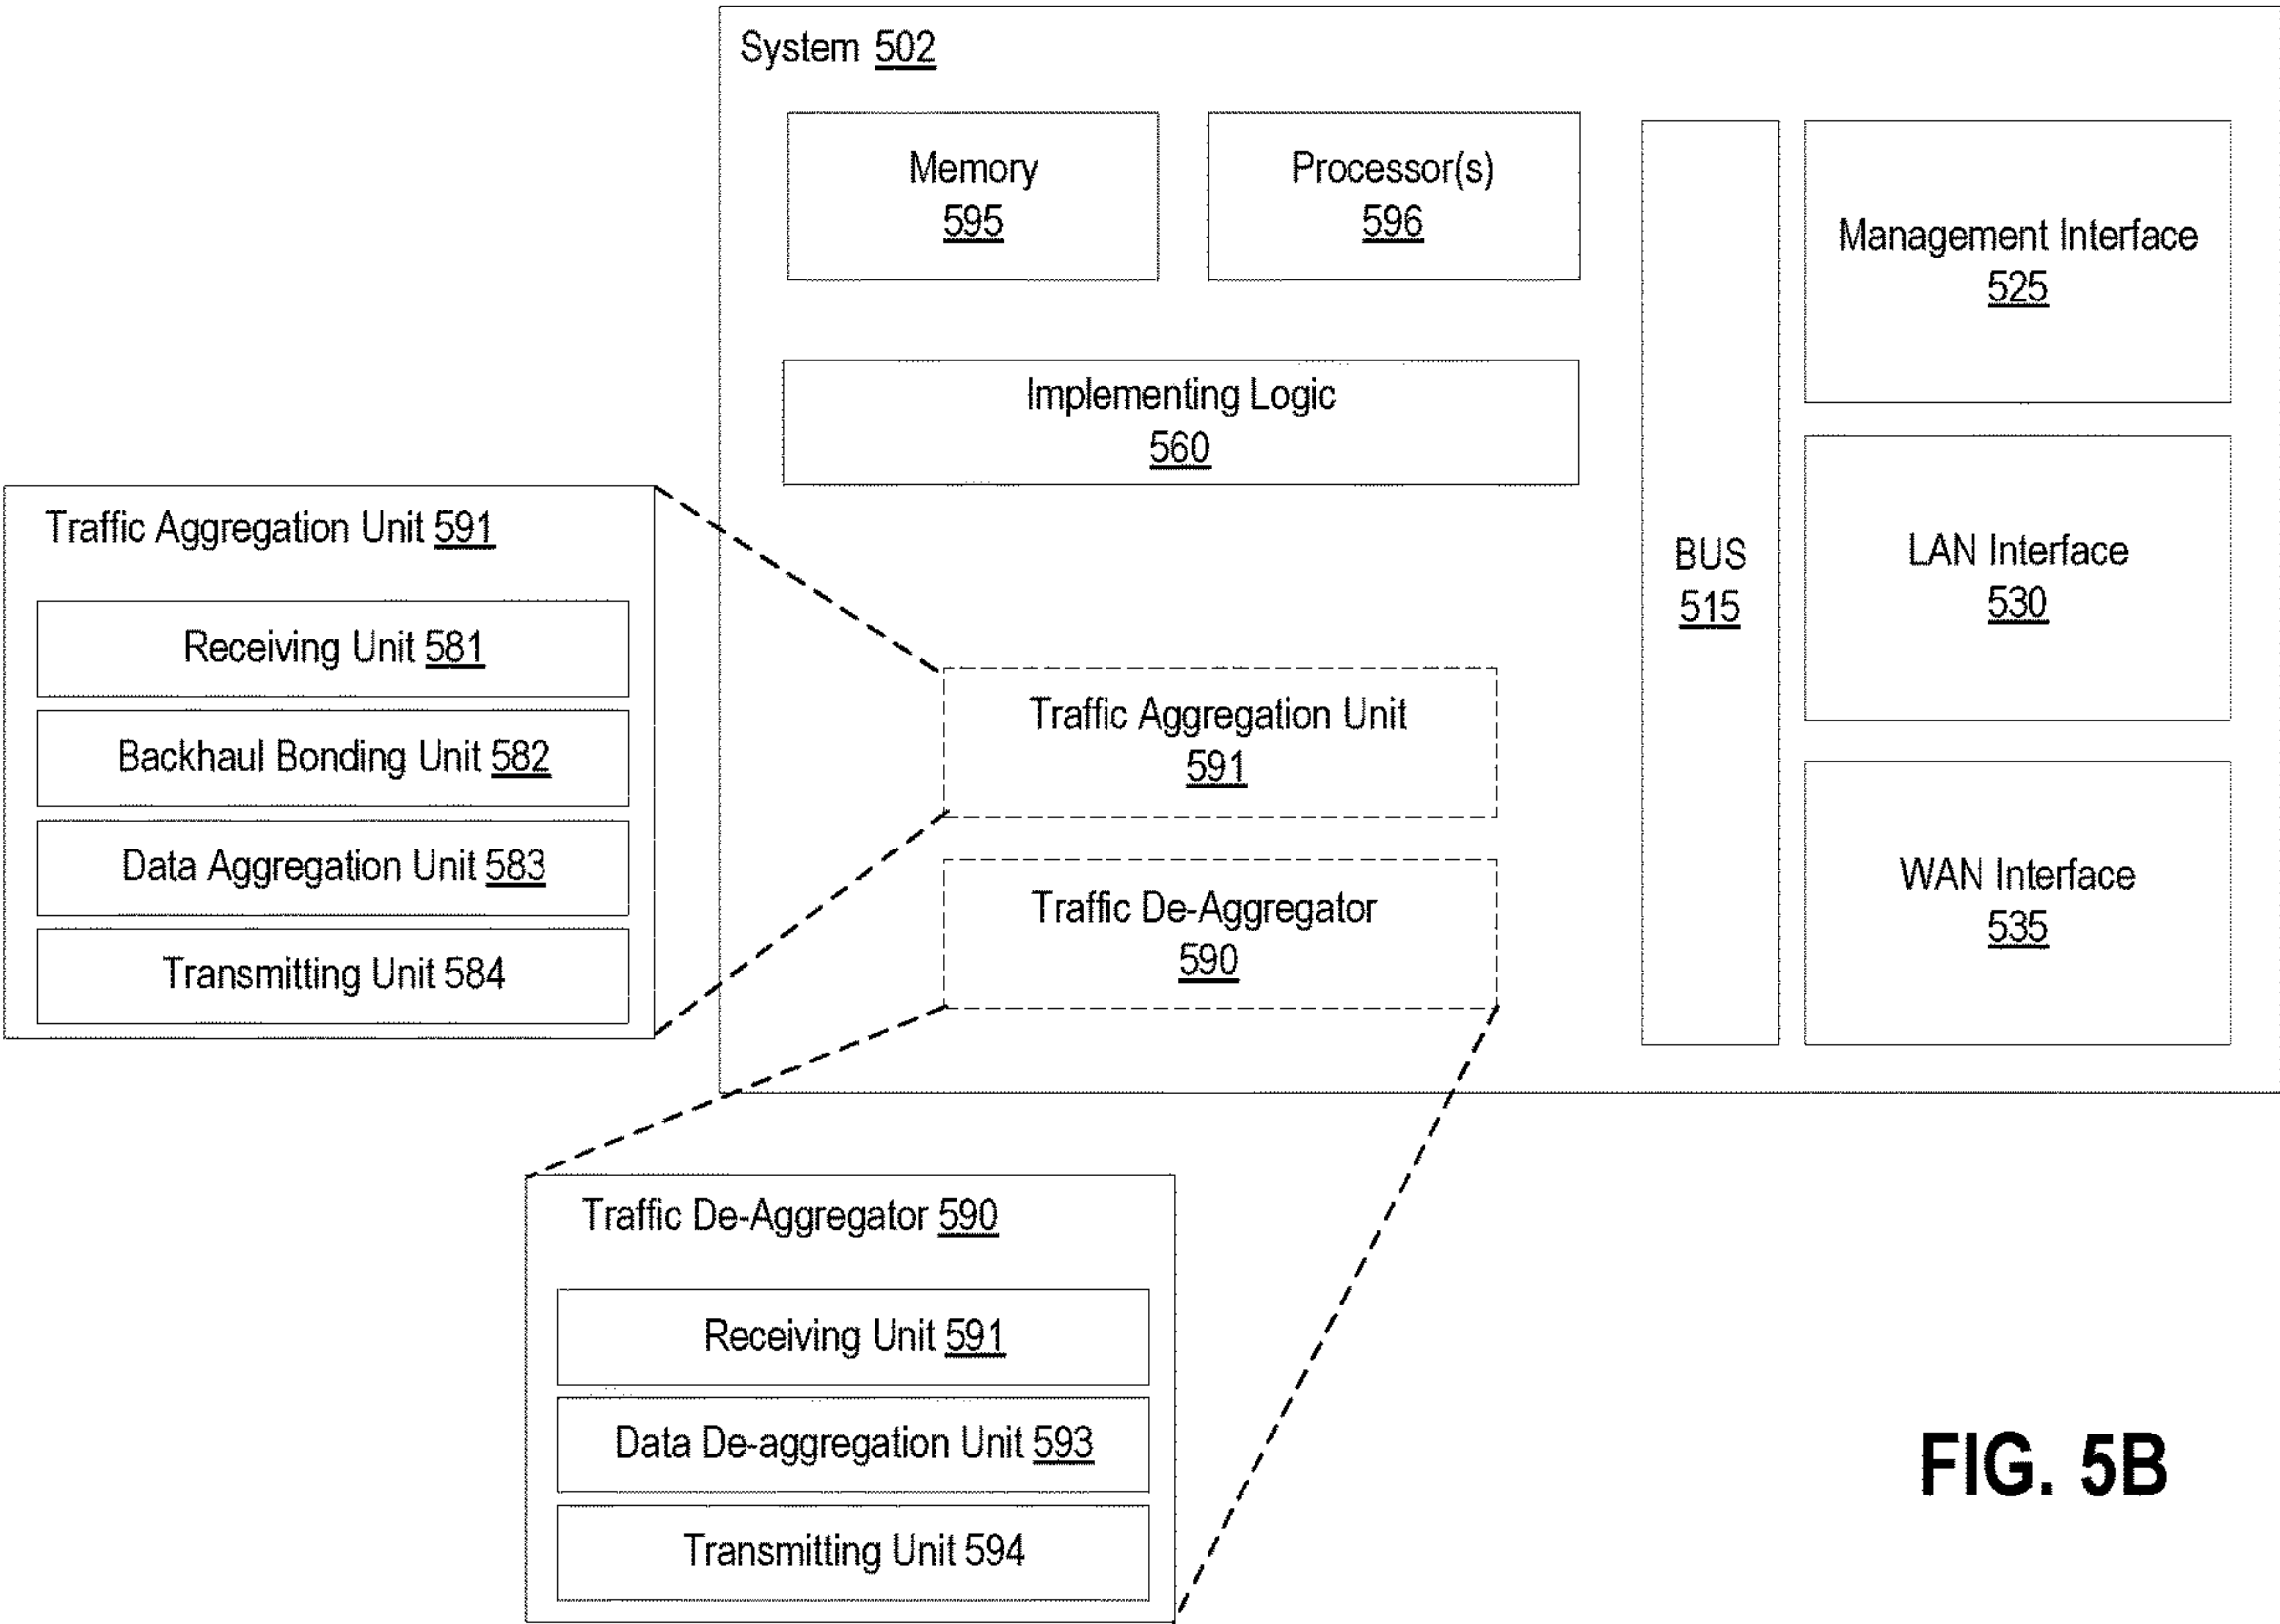 System 502
Memory
595
Processor(s)
596
Implementing Logic
560
BUS
515
Management Interface
525
LAN Interface
530
WAN Interface
535
Traffic Aggregation Unit
591
Traffic De-Aggregator
590
Traffic Aggregation Unit 591
Receiving Unit 581
Backhaul Bonding Unit 582
Data Aggregation Unit 583
Transmitting Unit 584
Traffic De-Aggregator 590
Receiving Unit 591
Data De-aggregation Unit 593
Transmitting Unit 594
FIG. 5B